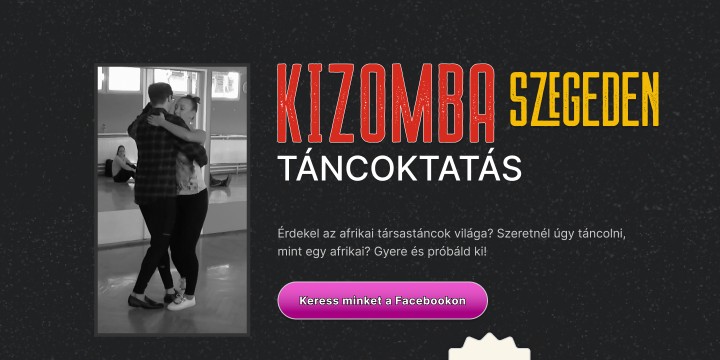 KIZOMBA SZEGEDEN
TÁNCOKTATÁS
Érdekel az afrikai társastáncok világa? Szeretnél úgy táncolni,
mint egy afrikai? Gyere és próbáld ki!
Keress minket a Facebookon